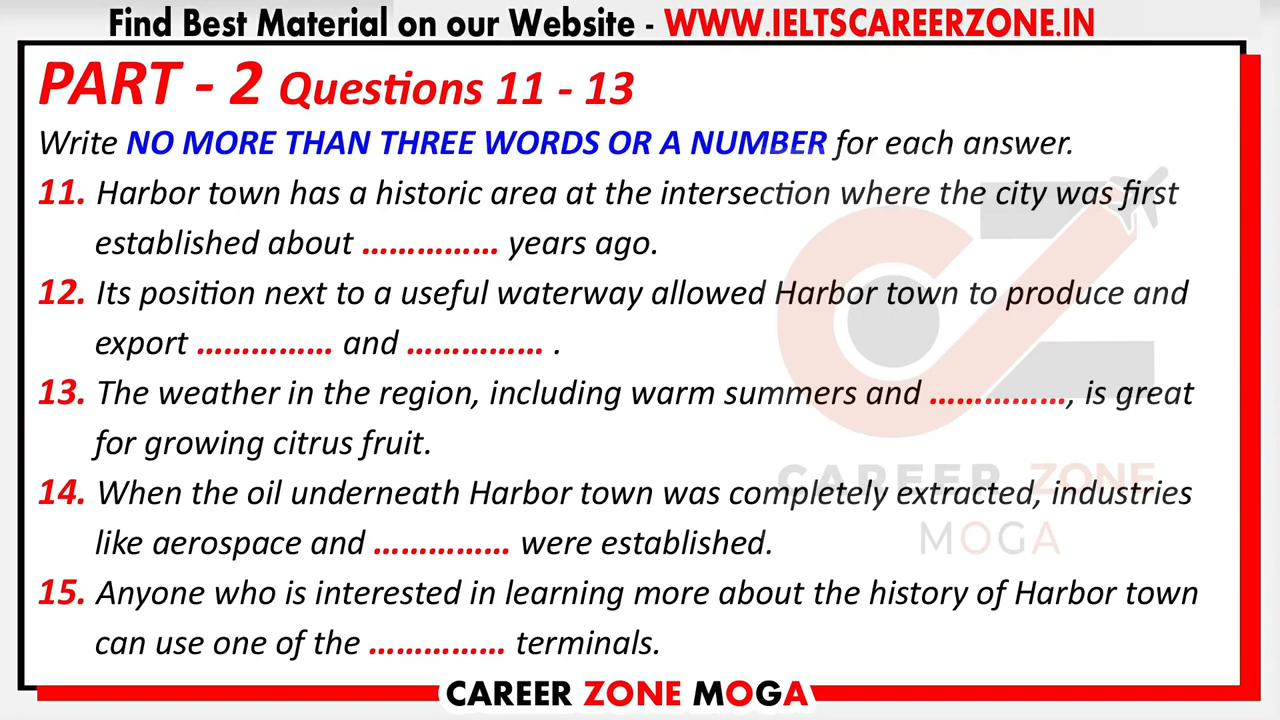 Find Best Material on our Website - WWW.IELTSCAREERZONE.IN
PART - 2 Questions 11 - 13
Write NO MORE THAN THREE WORDS OR A NUMBER for each answer.
11. Harbor town has a historic area at the intersection where the city was first
established about …………… years ago.
12. Its position next to a useful waterway allowed Harbor town to produce and
export …………… and …………… .
13. The weather in the region, including warm summers and ……………, is great
for growing citrus fruit.
CAREER ZONE
14. When the oil underneath Harbor town was completely extracted, industries
like aerospace and …………… were established.
MOGA
15. Anyone who is interested in learning more about the history of Harbor town
can use one of the …………… terminals.
CAREER ZONE MOGA